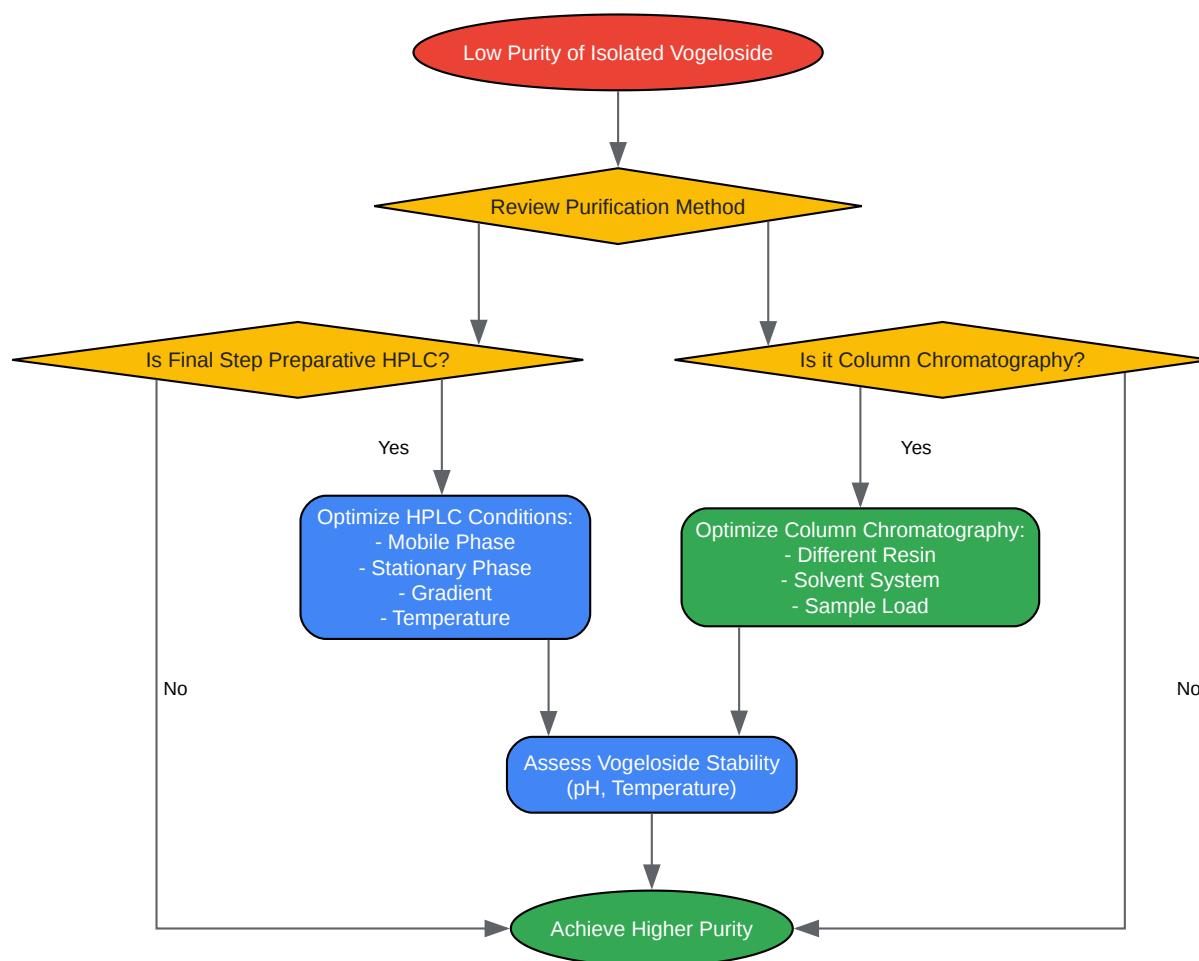 Low Purity of Isolated Vogeloside
Review Purification Method
Is Final Step Preparative HPLC?
Is it Column Chromatography?
Yes
Yes
Optimize HPLC Conditions:
- Mobile Phase
- Stationary Phase
- Gradient
- Temperature
Optimize Column Chromatography:
- Different Resin
- Solvent System
- Sample Load
No
No
Assess Vogeloside Stability
(pH, Temperature)
Achieve Higher Purity